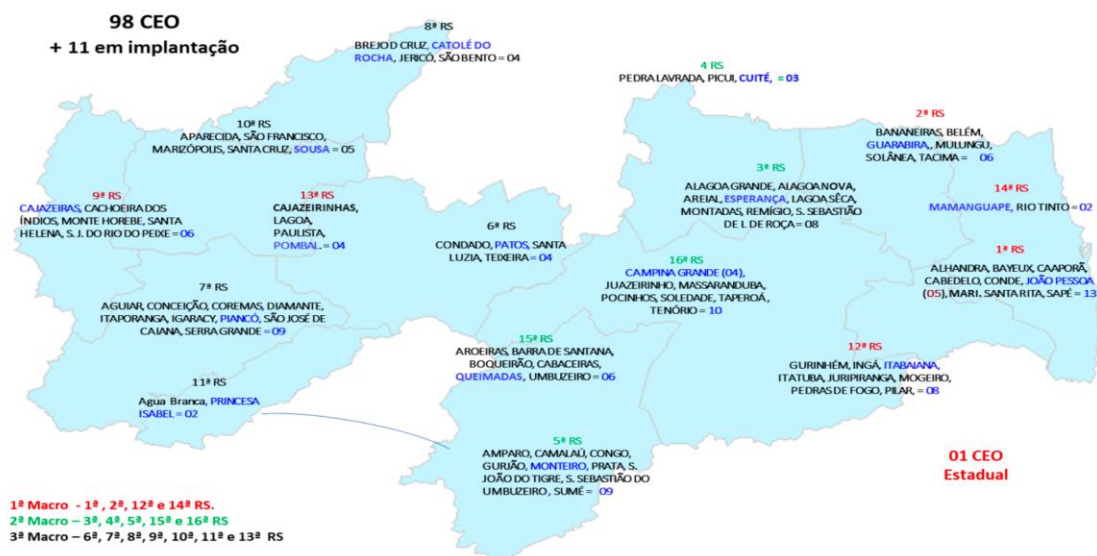 98 CEO
+ 11 em implantação
8ª RS
BREJO D CRUZ, CATOLÉ DO
ROCHA, JERICÓ, SÃO BENTO = 04
4 RS
PEDRA LAVRADA, PICUI, CUITÉ, = 03
10ª RS
APARECIDA, SÃO FRANCISCO,
MARIZÓPOLIS, SANTA CRUZ, SOUSA = 05
2ª RS
BANANEIRAS, BELÉM,
GUARABIRA,, MULUNGU,
SOLÂNEA, TACIMA = 06
3ª RS
ALAGOA GRANDE, ALAGOA NOVA,
AREIAL, ESPERANÇA, LAGOA SÊCA,
MONTADAS, REMÍGIO, S. SEBASTIÃO
DE L DE ROÇA = 08
9ª RS
CAJAZEIRAS, CACHOEIRA DOS
ÍNDIOS, MONTE HOREBE, SANTA
HELENA, S. J. DO RIO DO PEIXE = 06
13ª RS
CAJAZEIRINHAS,
LAGOA,
PAULISTA,
POMBAL. = 04
14ª RS
MAMANGUAPE, RIO TINTO = 02
6ª RS
CONDADO, PATOS, SANTA
LUZIA, TEIXEIRA = 04
16ª RS
CAMPINA GRANDE (04),
JUAZEIRINHO, MASSARANDUBA,
POCINHOS, SOLEDADE, TAPEROÁ,
TENÓRIO = 10
1ª RS
ALHANDRA, BAYEUX, CAAPORÃ,
CABEDELO, CONDE, JOÃO PESSOA
(05), MARI. SANTA RITA, SAPÉ = 13
7ª RS
AGUIAR, CONCEIÇÃO, COREMAS, DIAMANTE,
ITAPORANGA, IGARACY, PIANCÓ, SÃO JOSÉ DE
CAIANA, SERRA GRANDE = 09
15ª RS
AROEIRAS, BARRA DE SANTANA,
BOQUEIRÃO, CABACEIRAS,
QUEIMADAS, UMBUZEIRO = 06
12ª RS
GURINHÉM, INGÁ, ITABAIANA,
ITATUBA, JURIPIRANGA, MOGEIRO,
PEDRAS DE FOGO, PILAR, = 08
11ª RS
Agua Branca, PRINCESA
ISABEL = 02
5ª RS
AMPARO, CAMALAÚ, CONGO,
GURJÃO, MONTEIRO, PRATA, S.
JOÃO DO TIGRE, S. SEBASTIÃO DO
UMBUZEIRO, SUMÉ = 09
01 CEO
Estadual
1ª Macro - 1ª , 2ª, 12ª e 14ª RS.
2ª Macro – 3ª, 4ª, 5ª, 15ª e 16ª RS
3ª Macro – 6ª, 7ª, 8ª, 9ª, 10ª, 11ª e 13ª RS